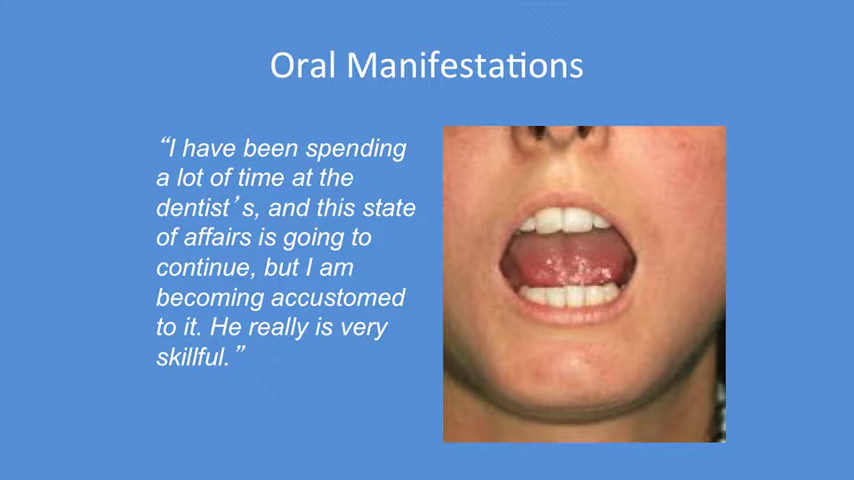 Oral Manifestations
“I have been spending
a lot of time at the
dentist’s, and this state
of affairs is going to
continue, but I am
becoming accustomed
to it. He really is very
skillful.”